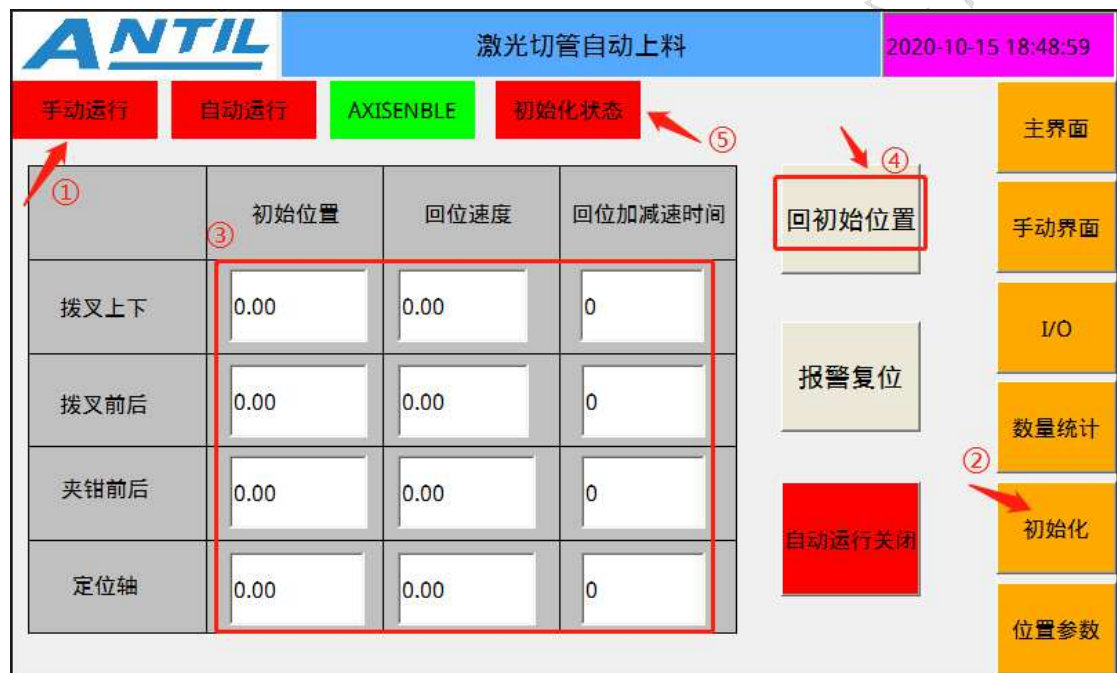 ANTIL
激光切管自动上料
2020-10-15 18:48:59
手动运行
自动运行
AXISENBLE
初始化状态
⑤
①
初始位置
回位速度
回位加减速时间
③
拨叉上下
0.00
0.00
0
拨叉前后
0.00
0.00
0
夹钳前后
0.00
0.00
0
定位轴
0.00
0.00
0
④
回初始位置
报警复位
自动运行关闭
主界面
手动界面
I/O
数量统计
②
初始化
位置参数